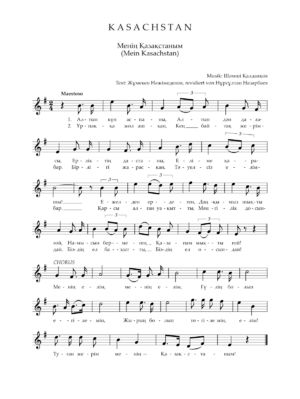 KASACHSTAN
Менің Қазақстаным
(Mein Kasachstan)
Musik: Шәмші Қалдаяқов
Text: Жұмекен Нәжімеденов, revidiert von Нұрсұлтан Назарбаев
Maestoso
1. Ал - тын күн ас - па - ны, Ал - тын дән да - ла -
2. Ұр - пақ - қа жол аш - қан, Кең бай - тақ, же - рім -
сы, Ер - лік - тің да - ста - ны, Е - лі - ме қа - ра -
бар. Бір - лі - гі жа - рас - қан, Тә - уел - сіз е - лім -
шы! Е - жел - ден ер де - ген, Даң - қы - мыз шық - ты
бар. Қар - сы ал - ған уа - қыт - ты, Мәң - гі - лік до - сын -
ғой, На - мы - сын бер - ме - ген, Қа - за - ғым мық - ты ғой!
дай. Біз - дің ел ба - қыт - ты, Біз - дің ел о - сын -
CHORUS
Ме - нің е - лім, ме - нің е - лім, Гү - лің бо - лып
е - гі - ле - мін, Жы - рың бо - лып тө - гі - ле - мін, е - лім!
Ту - ған же - рім ме - нің Қа - зақ - с - та - ным!